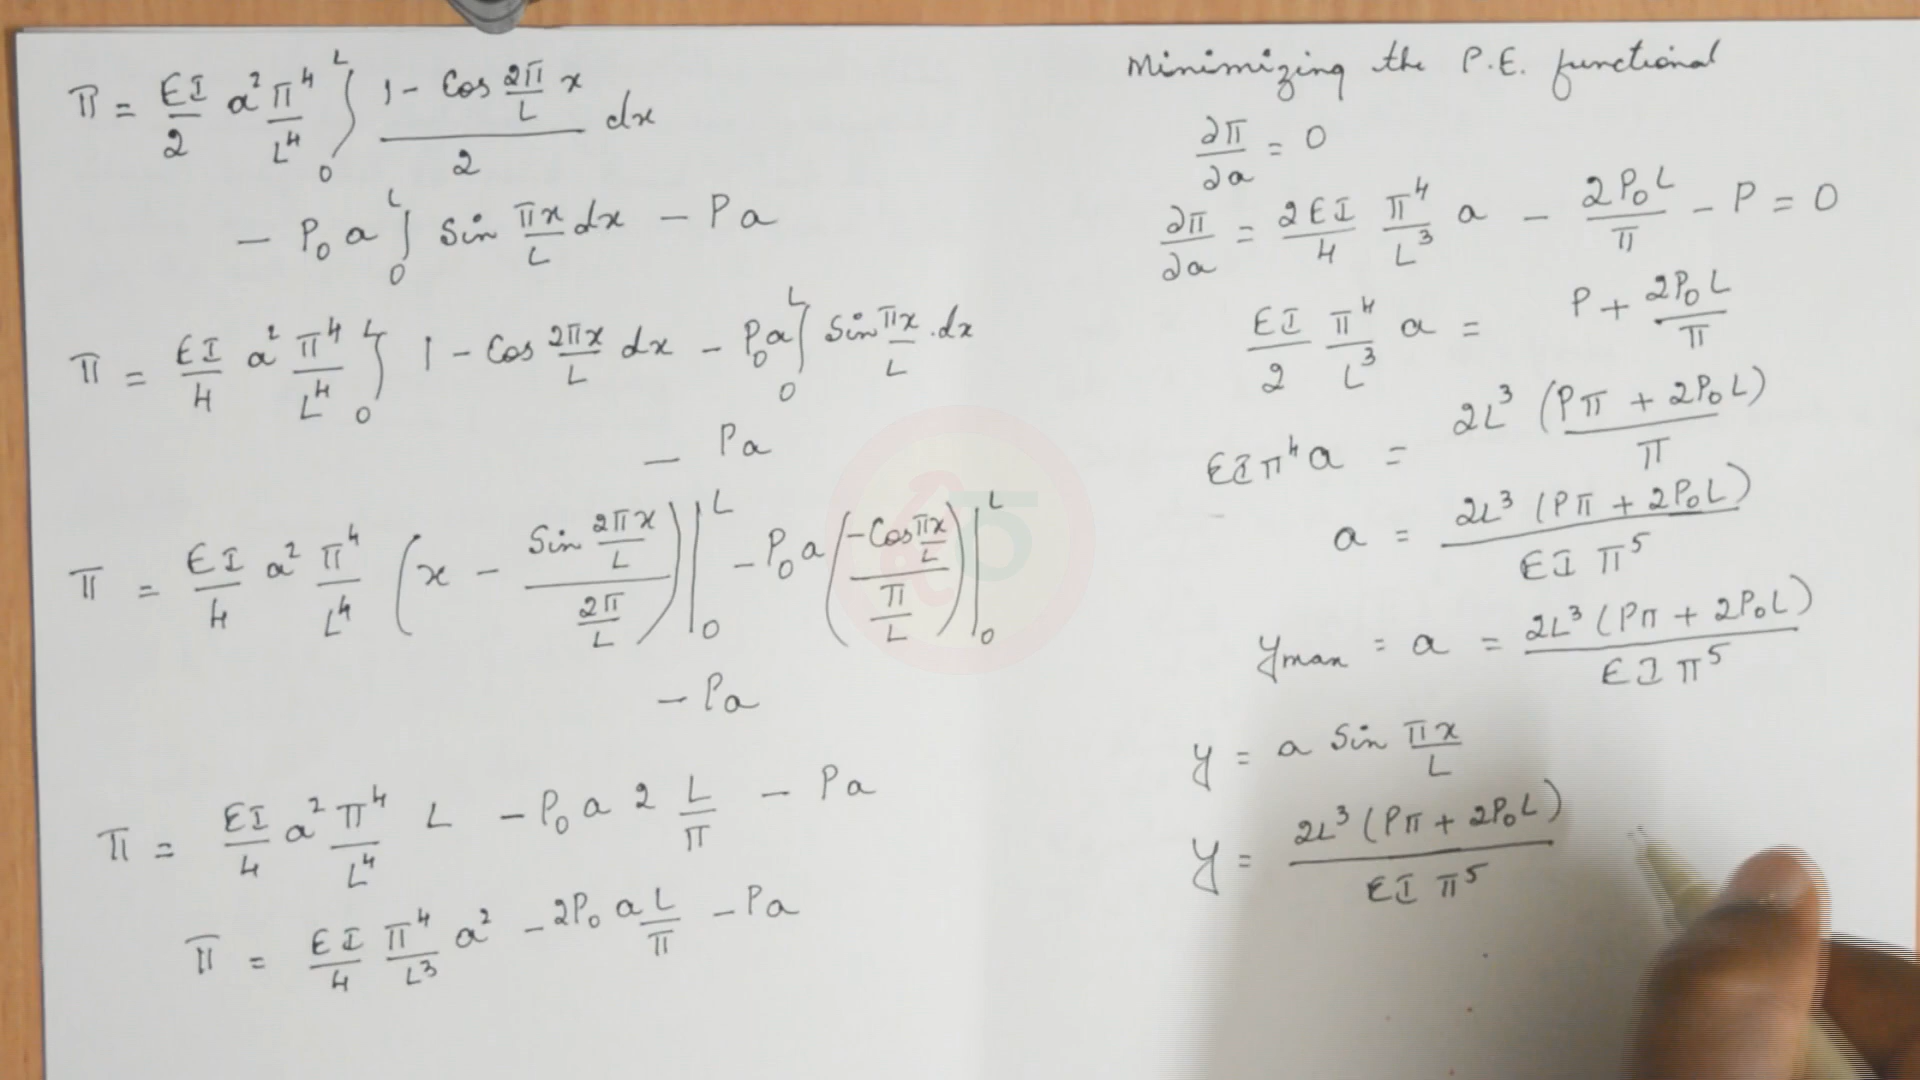 π = EI/2 a² π⁴/L⁴ ∫₀ᴸ (1 - Cos 2π/L x)/2 dx
- P₀ a ∫₀ᴸ Sin πx/L dx - Pa
π = EI/4 a² π⁴/L⁴ ∫₀ᴸ 1 - Cos 2πx/L dx - P₀a ∫₀ᴸ Sin πx/L . dx
- Pa
π = EI/4 a² π⁴/L⁴ (x - (Sin 2πx/L)/(2π/L))|₀ᴸ - P₀ a ((-Cos πx/L)/(π/L))|₀ᴸ
- Pa
π = EI/4 a² π⁴/L⁴ L - P₀ a 2 L/π - Pa
π = EI/4 π⁴/L³ a² - 2P₀ a L/π - Pa
Minimizing the P.E. functional
∂π/∂a = 0
∂π/∂a = 2EI/4 π⁴/L³ a - 2P₀L/π - P = 0
EI/2 π⁴/L³ a = P + 2P₀L/π
EIπ⁴a = 2L³ (Pπ + 2P₀L)/π
a = 2L³ (Pπ + 2P₀L)/EI π⁵
ymax = a = 2L³ (Pπ + 2P₀L)/EI π⁵
y = a Sin πx/L
y = 2L³ (Pπ + 2P₀L)/EI π⁵